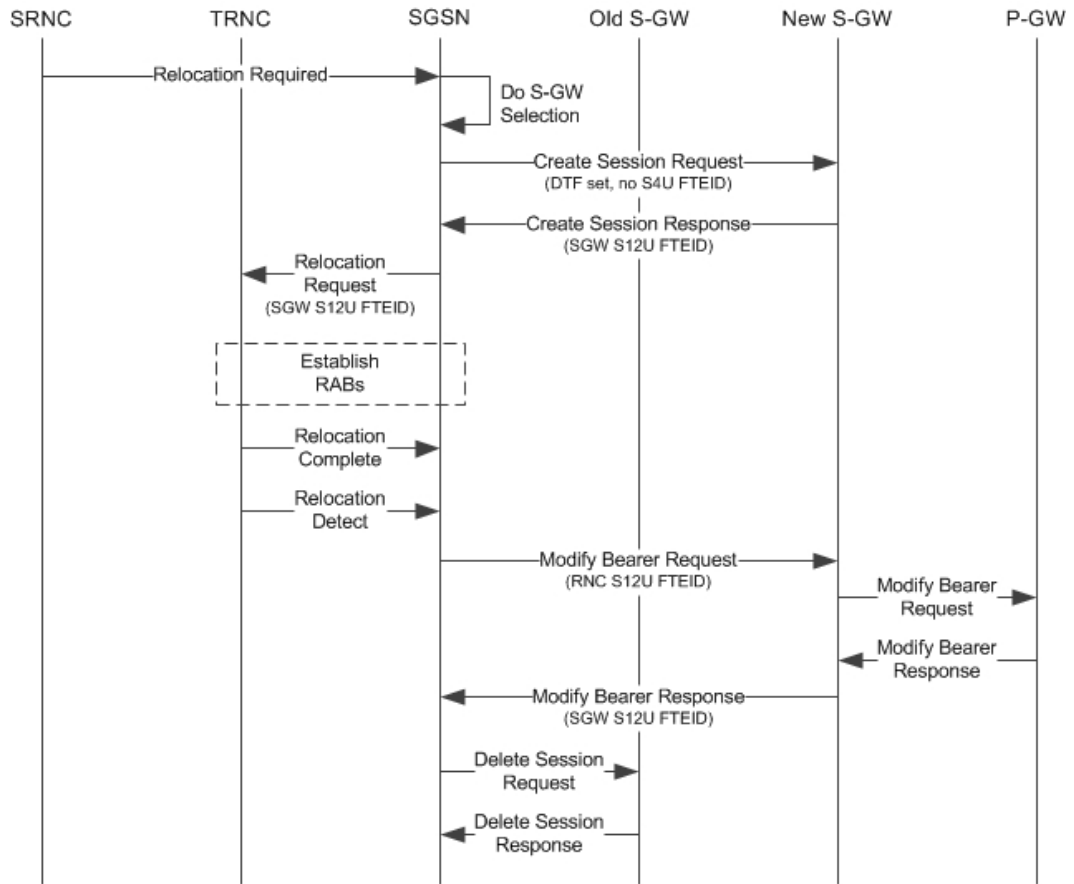 SRNC TRNC SGSN Old S-GW New S-GW P-GW
Relocation Required
Do S-GW
Selection
Create Session Request
(DTF set, no S4U FTEID)
Create Session Response
(SGW S12U FTEID)
Relocation
Request
(SGW S12U FTEID)
Establish
RABs
Relocation
Complete
Relocation
Detect
Modify Bearer Request
(RNC S12U FTEID)
Modify Bearer
Request
Modify Bearer
Response
Modify Bearer Response
(SGW S12U FTEID)
Delete Session
Request
Delete Session
Response